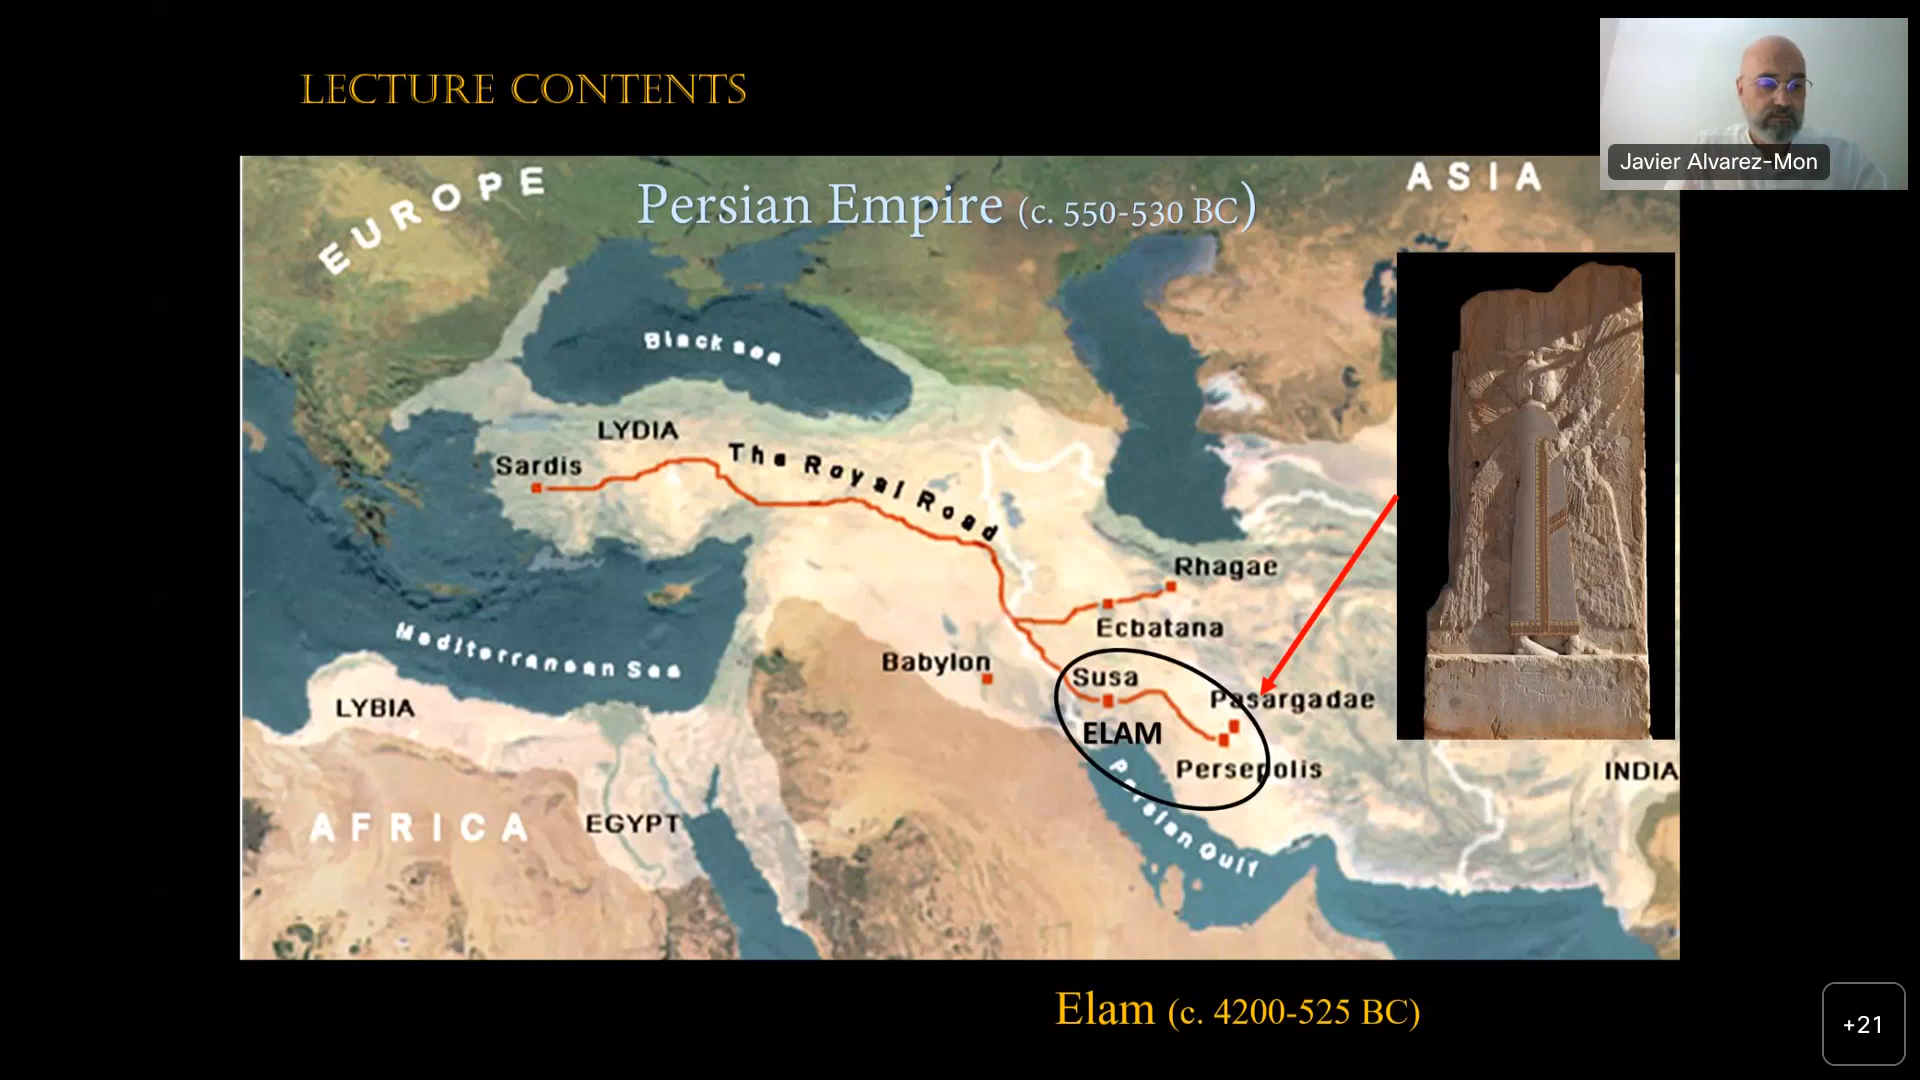 LECTURE CONTENTS
Javier Alvarez-Mon
EUROPE
Persian Empire (c. 550-530 BC)
ASIA
Black sea
LYDIA
Sardis
The Royal Road
Rhagae
Ecbatana
Mediterranean Sea
Babylon
Susa
Pasargadae
LYBIA
ELAM
Persepolis
INDIA
AFRICA
EGYPT
Persian Gulf
Elam (c. 4200-525 BC)
+21